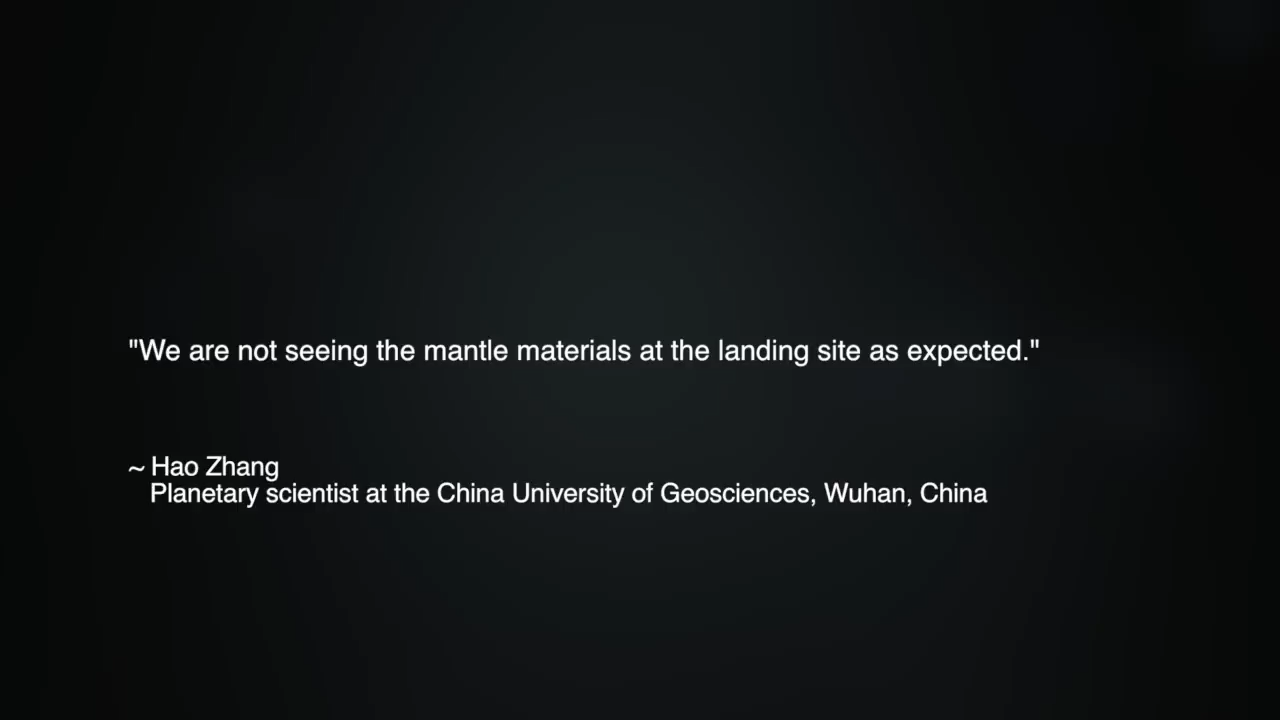 "We are not seeing the mantle materials at the landing site as expected."
~ Hao Zhang
Planetary scientist at the China University of Geosciences, Wuhan, China